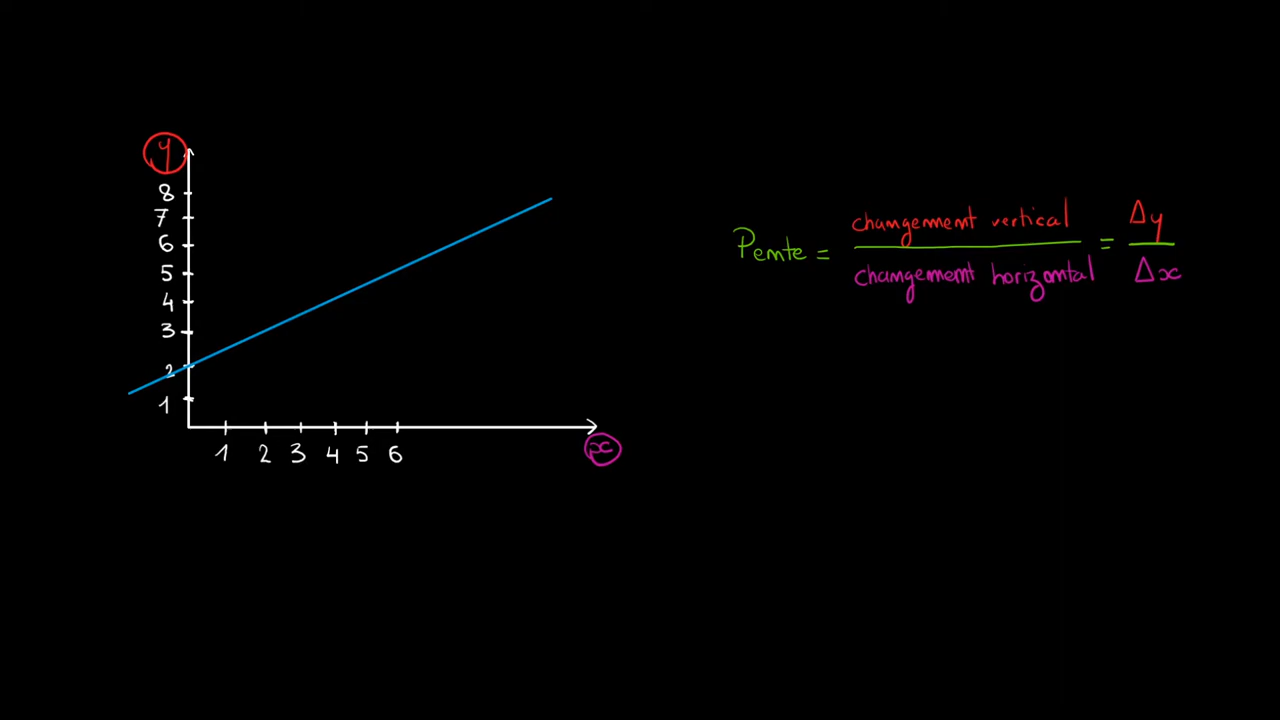 y
8
7
6
5
4
3
2
1
1 2 3 4 5 6
x
Pente = changement vertical / changement horizontal = Δy / Δx